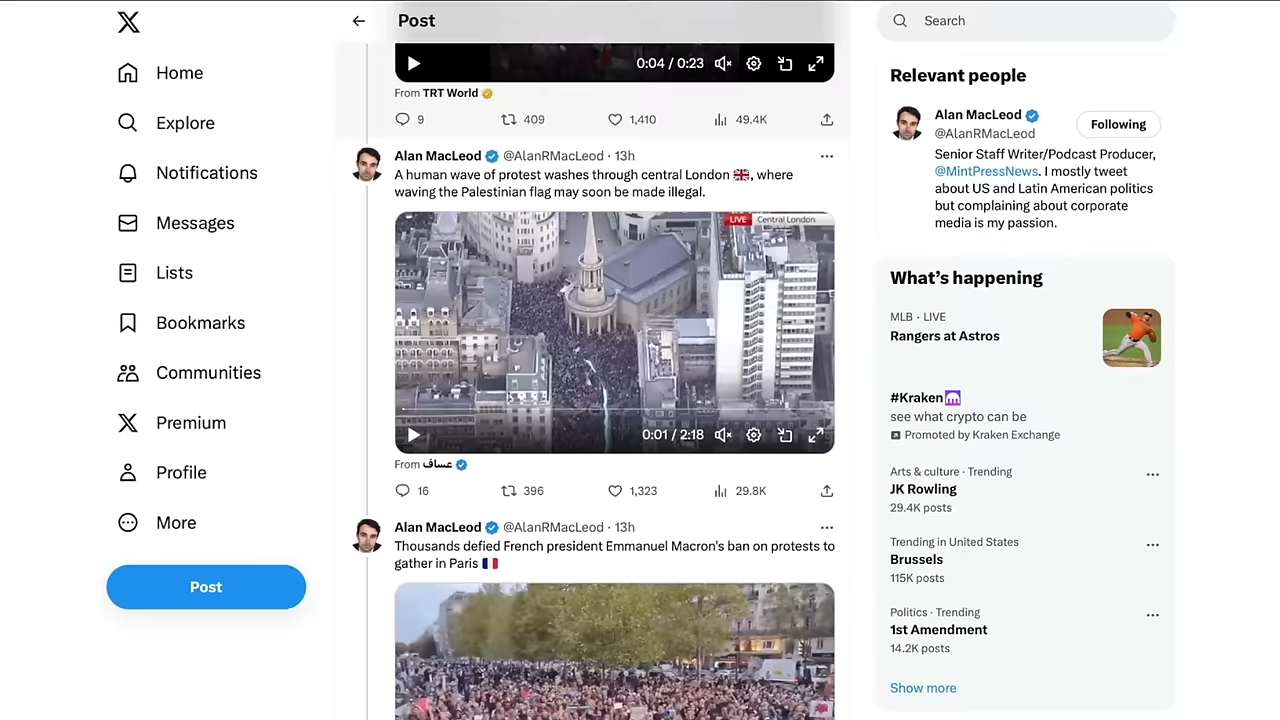 Post
Search
Home
Explore
Notifications
Messages
Lists
Bookmarks
Communities
Premium
Profile
More
Post
0:04 / 0:23
From TRT World
9
409
1,410
49.4K
Alan MacLeod @AlanRMacLeod · 13h
A human wave of protest washes through central London 🇬🇧, where
waving the Palestinian flag may soon be made illegal.
LIVE Central London
0:01 / 2:18
From عساف
16
396
1,323
29.8K
Alan MacLeod @AlanRMacLeod · 13h
Thousands defied French president Emmanuel Macron's ban on protests to
gather in Paris 🇫🇷
Relevant people
Alan MacLeod
@AlanRMacLeod
Following
Senior Staff Writer/Podcast Producer,
@MintPressNews. I mostly tweet
about US and Latin American politics
but complaining about corporate
media is my passion.
What's happening
MLB · LIVE
Rangers at Astros
#Kraken
see what crypto can be
Promoted by Kraken Exchange
Arts & culture · Trending
JK Rowling
29.4K posts
Trending in United States
Brussels
115K posts
Politics · Trending
1st Amendment
14.2K posts
Show more